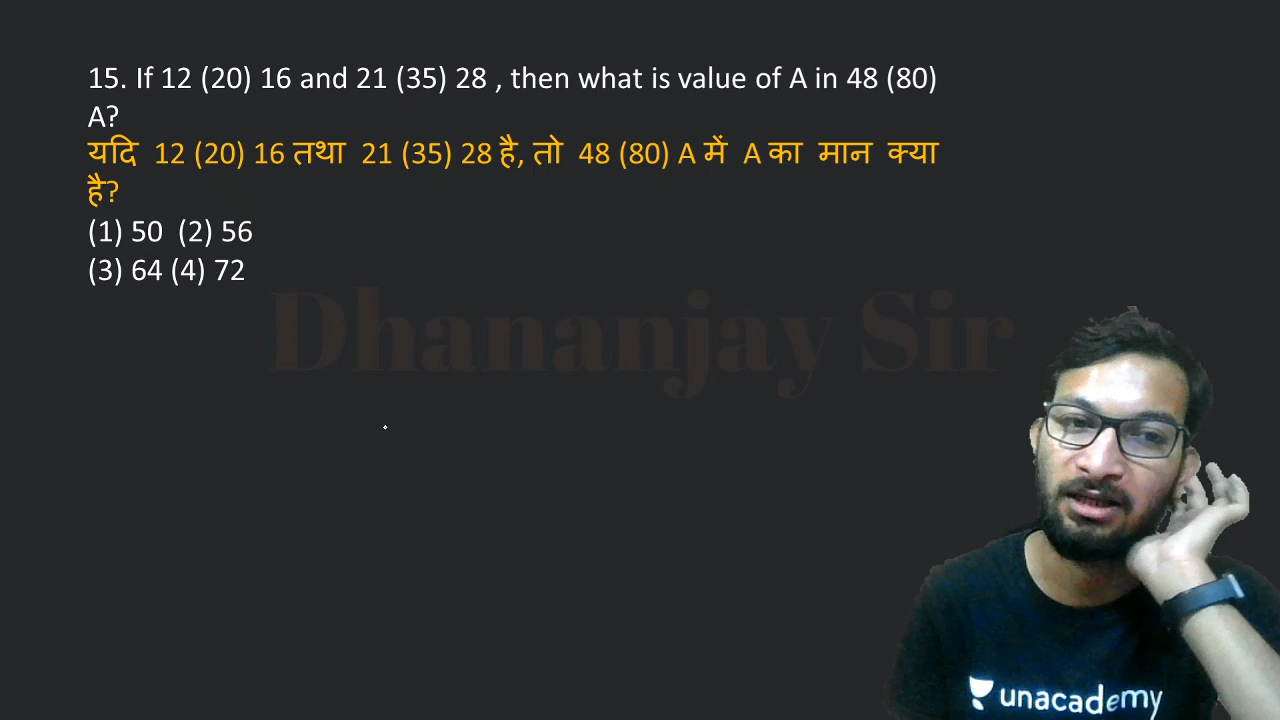 15. If 12 (20) 16 and 21 (35) 28 , then what is value of A in 48 (80)
A?
यदि 12 (20) 16 तथा 21 (35) 28 है, तो 48 (80) A में A का मान क्या
है?
(1) 50 (2) 56
(3) 64 (4) 72
Dhananjay Sir
unacademy